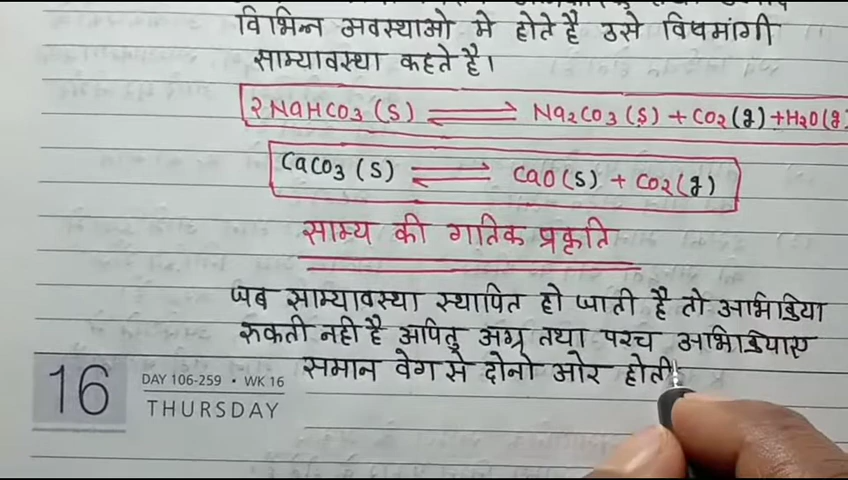 विभिन्न अवस्थाओ मे होते है उसे विषमांगी
साम्यावस्था कहते है।
2NaHCO3 (s) ⇌ Na2CO3 (s) + CO2 (g) + H2O (g)
CaCO3 (s) ⇌ CaO(s) + CO2(g)
साम्य की गतिक प्रकृति
जब साम्यावस्था स्थापित हो जाती है तो अभिक्रिया
रुकती नही है अपितु अग्र तथा पश्च अभिक्रियाए
समान वेग से दोनो ओर होती
16
DAY 106-259 • WK 16
THURSDAY